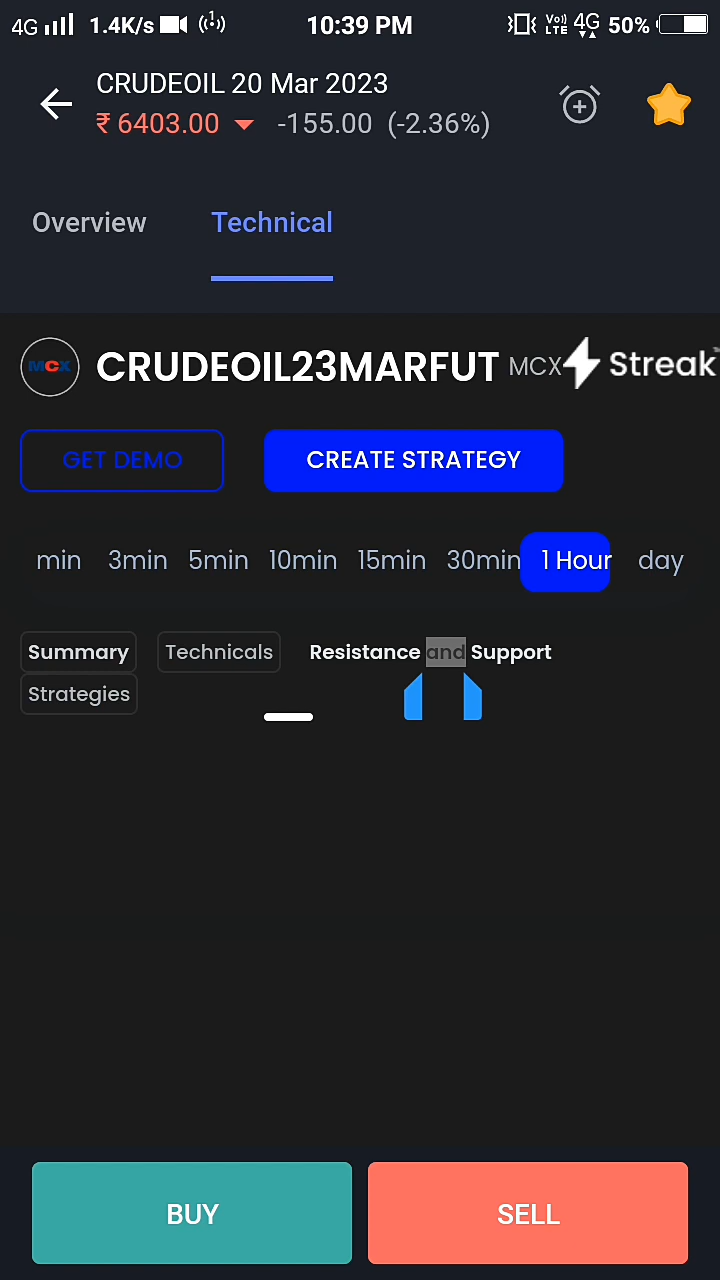 4G 1.4K/s 10:39 PM Vo)) LTE 4G 50%
CRUDEOIL 20 Mar 2023
₹ 6403.00 -155.00 (-2.36%)
Overview Technical
MCX CRUDEOIL23MARFUT MCX Streak
GET DEMO CREATE STRATEGY
min 3min 5min 10min 15min 30min 1 Hour day
Summary Technicals Resistance and Support
Strategies
BUY SELL